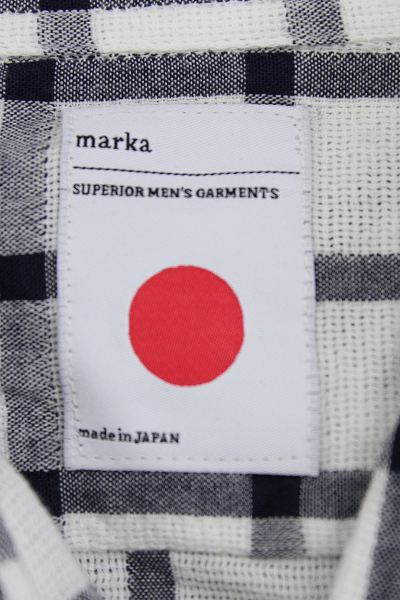 marka
SUPERIOR MEN'S GARMENTS
made in JAPAN